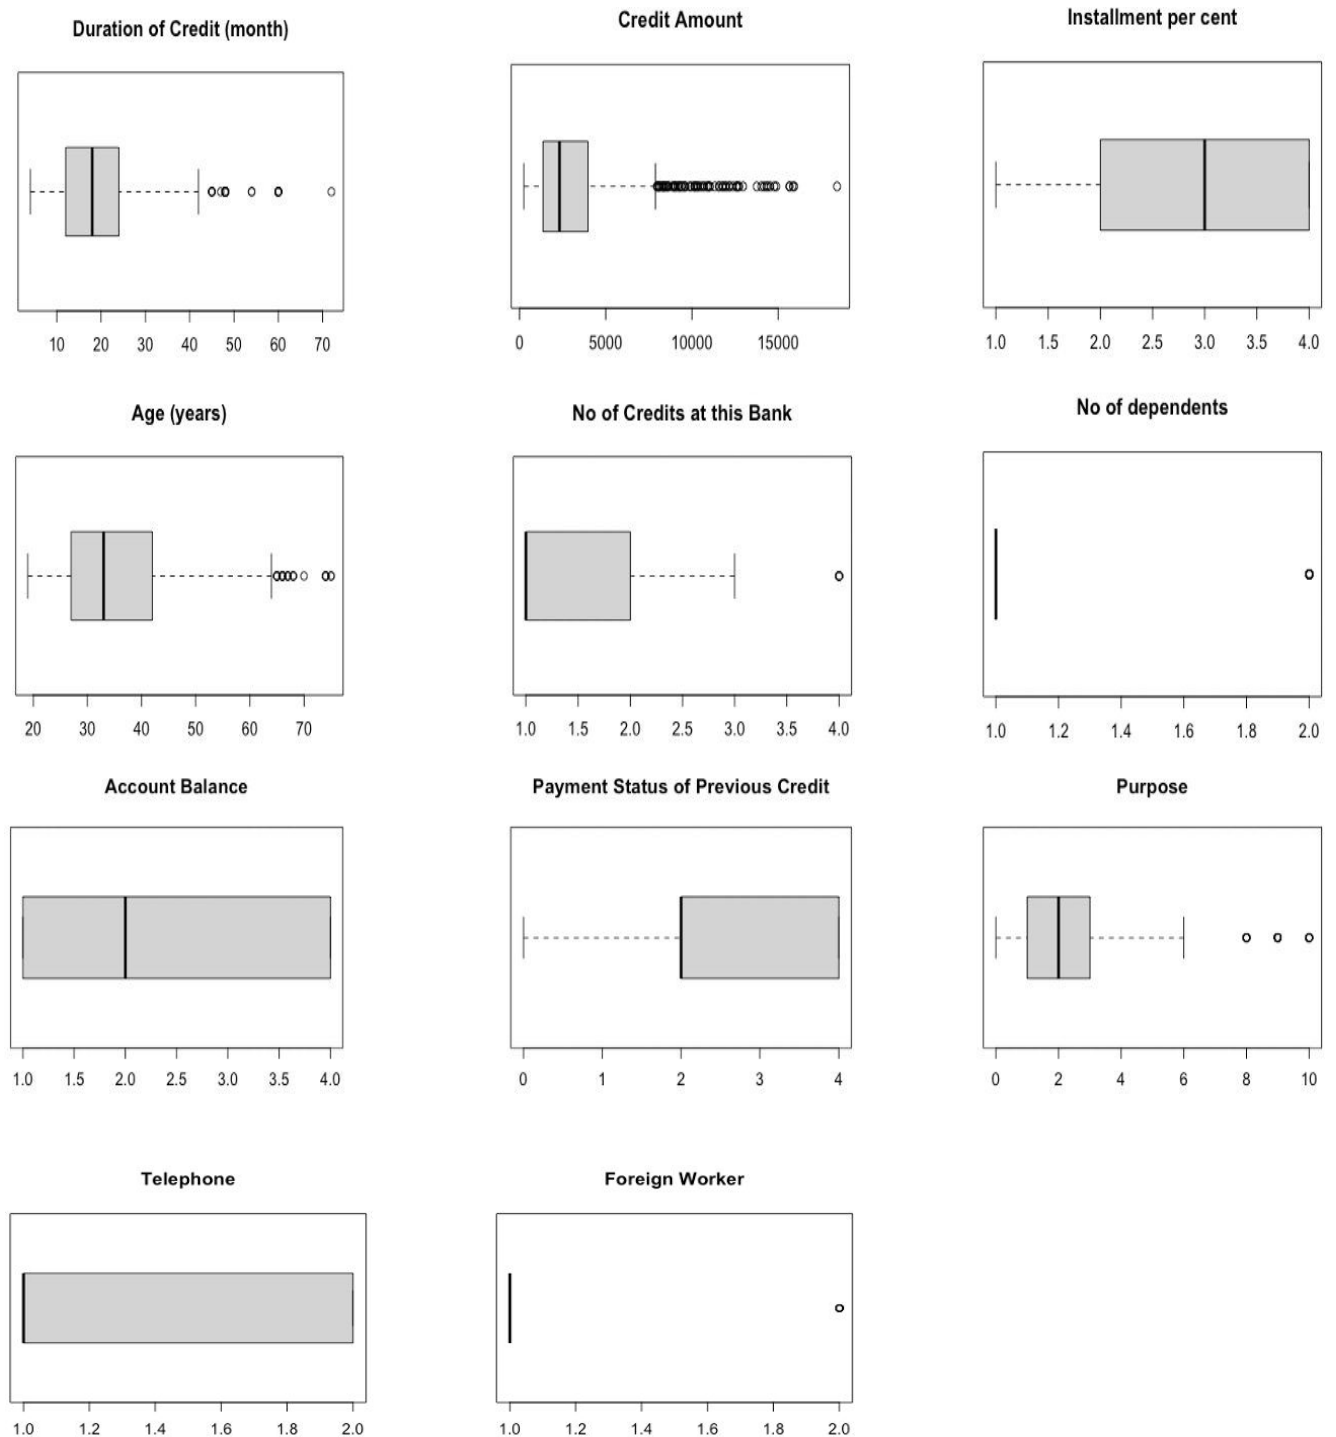 Duration of Credit (month)
Credit Amount
Installment per cent
10 20 30 40 50 60 70
0 5000 10000 15000
1.0 1.5 2.0 2.5 3.0 3.5 4.0
Age (years)
No of Credits at this Bank
No of dependents
20 30 40 50 60 70
1.0 1.5 2.0 2.5 3.0 3.5 4.0
1.0 1.2 1.4 1.6 1.8 2.0
Account Balance
Payment Status of Previous Credit
Purpose
1.0 1.5 2.0 2.5 3.0 3.5 4.0
0 1 2 3 4
0 2 4 6 8 10
Telephone
Foreign Worker
1.0 1.2 1.4 1.6 1.8 2.0
1.0 1.2 1.4 1.6 1.8 2.0